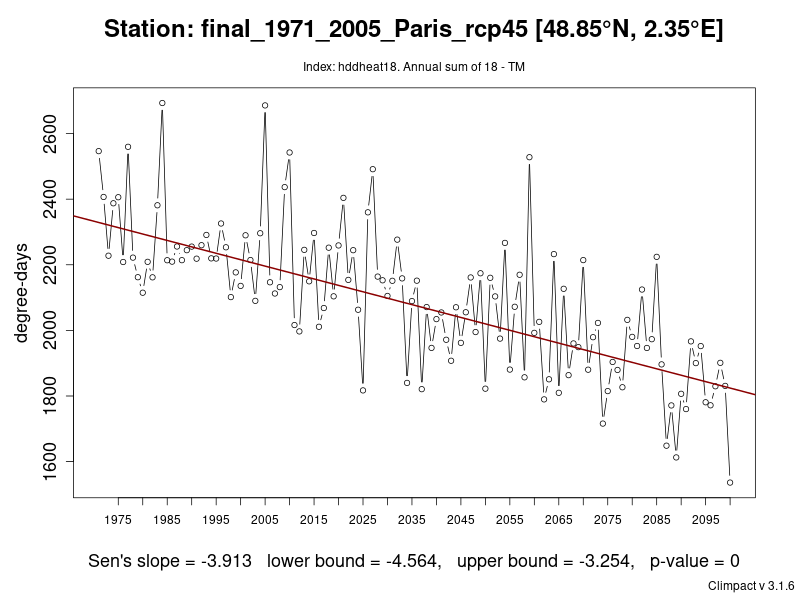 Station: final_1971_2005_Paris_rcp45 [48.85°N, 2.35°E]
Index: hddheat18. Annual sum of 18 - TM
degree-days
2600
2400
2200
2000
1800
1600
1975 1985 1995 2005 2015 2025 2035 2045 2055 2065 2075 2085 2095
Sen's slope = -3.913 lower bound = -4.564, upper bound = -3.254, p-value = 0
Climpact v 3.1.6